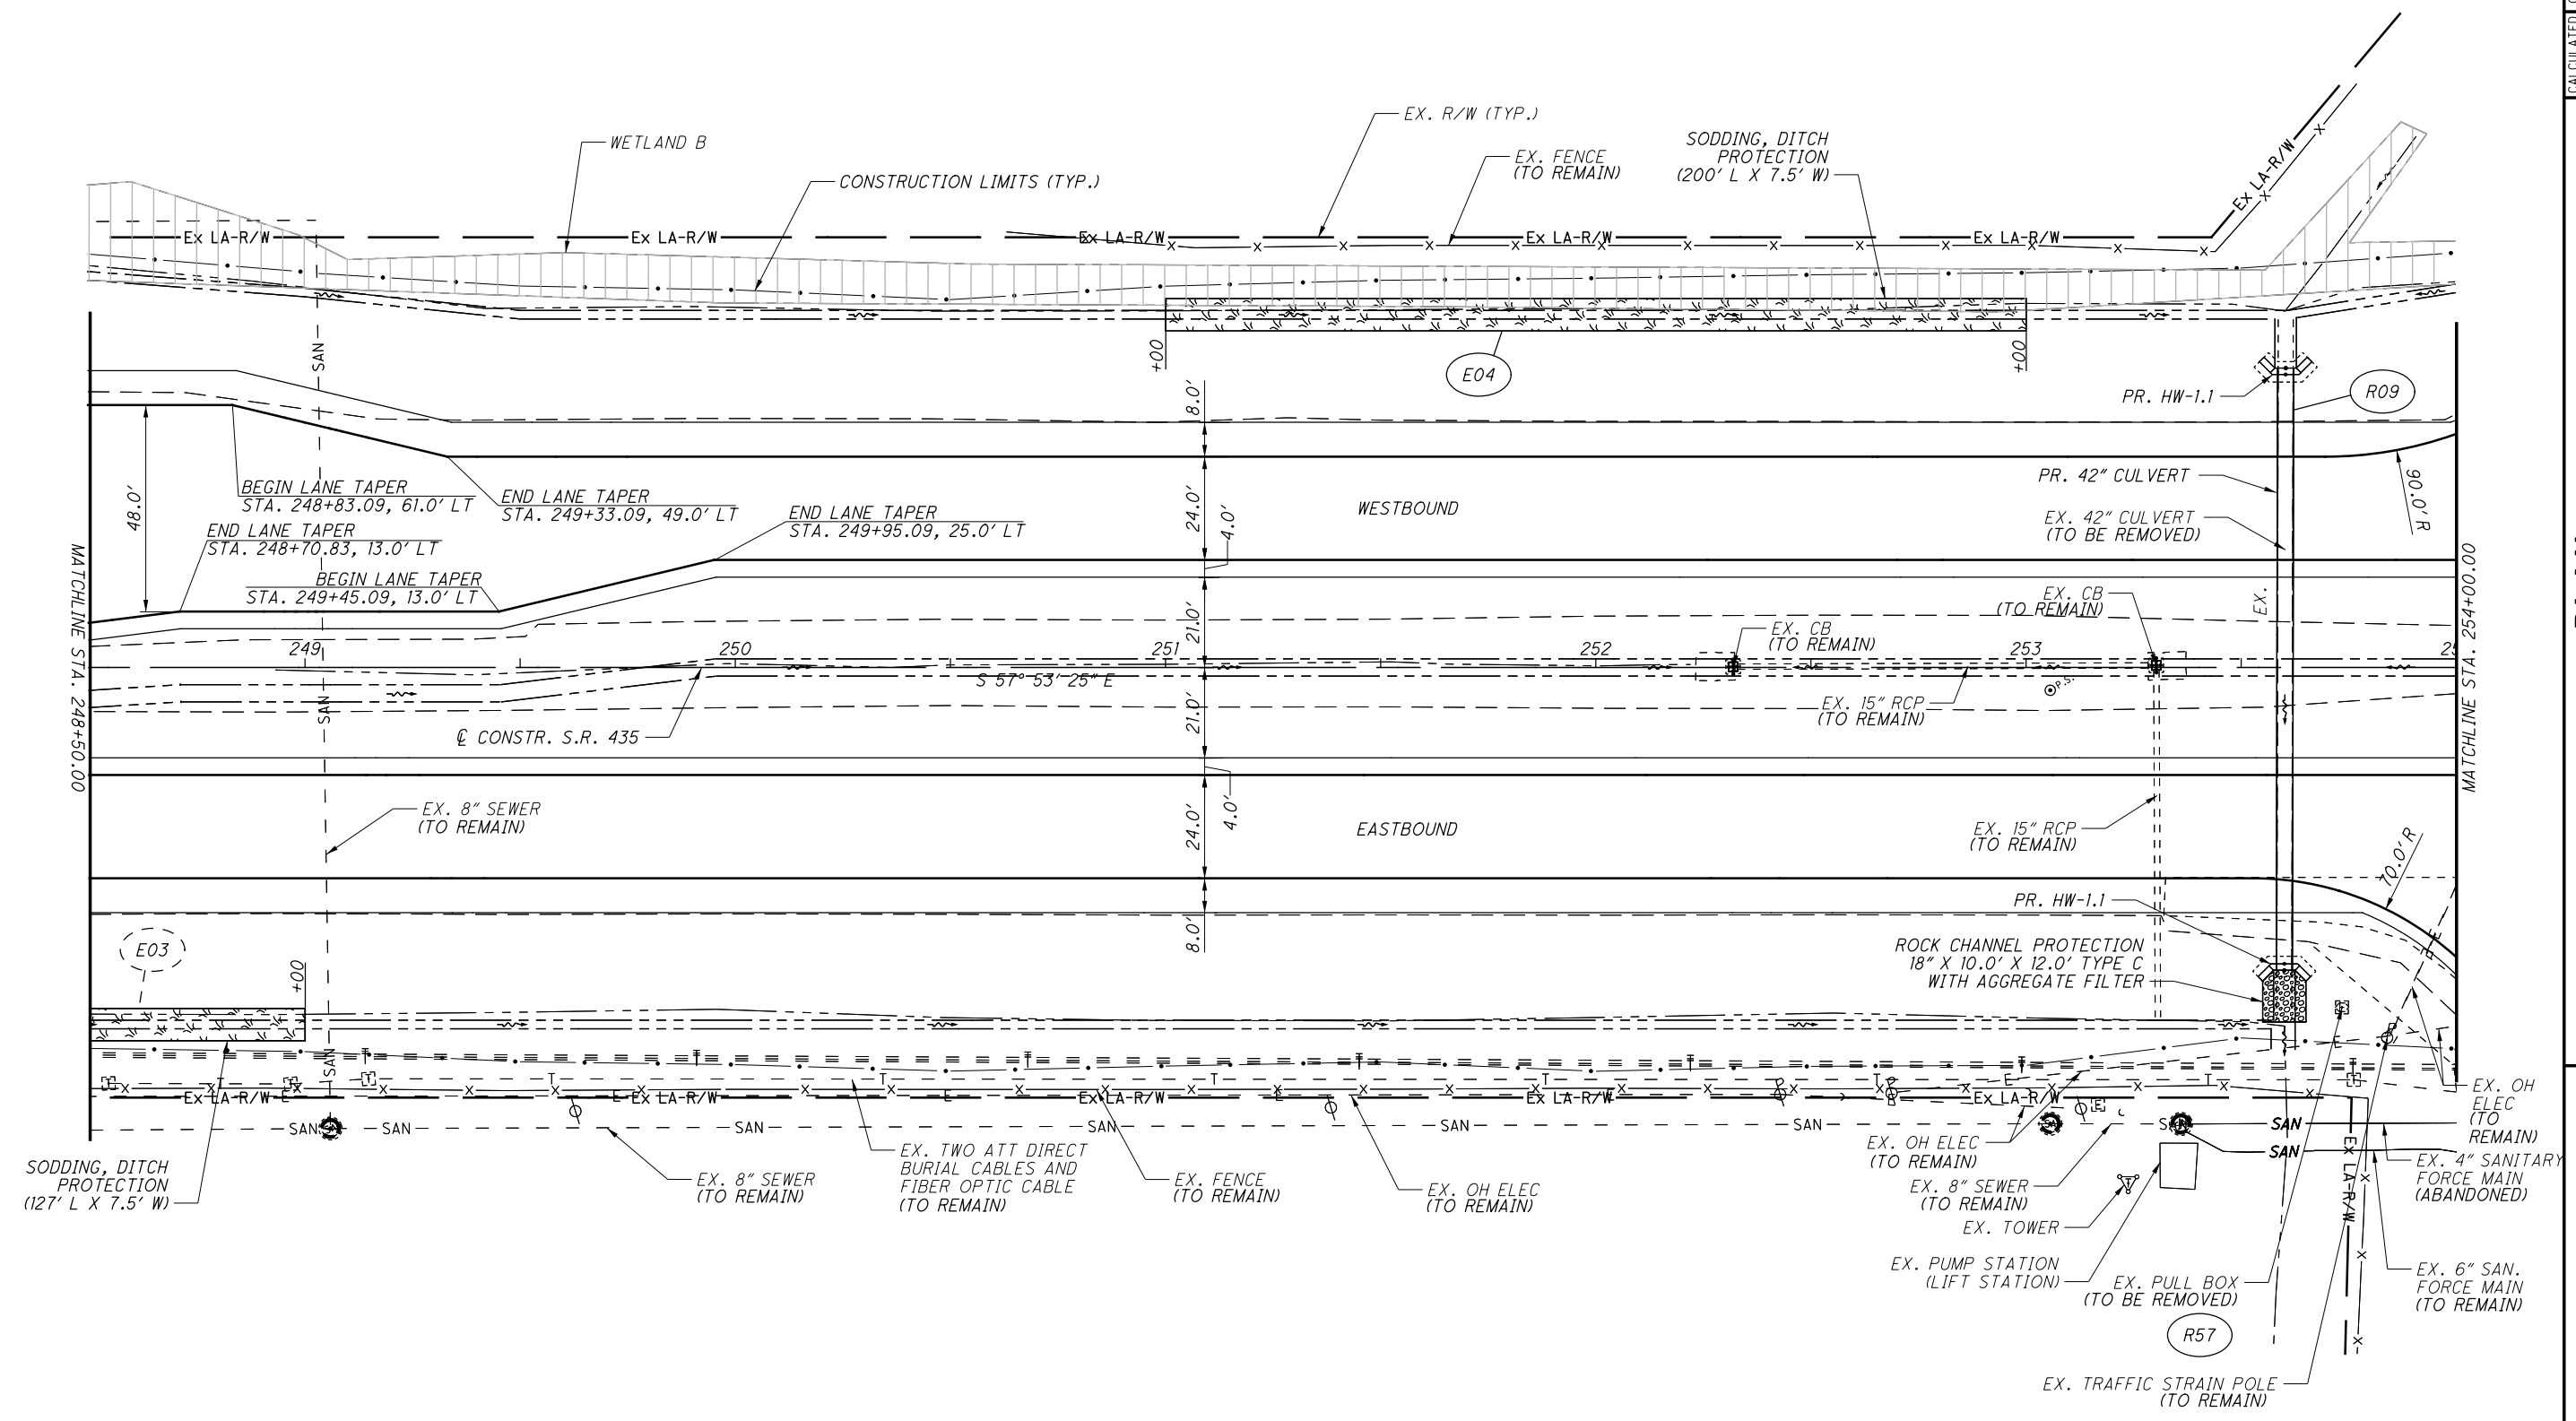 CALCULATED
EX. R/W (TYP.)
WETLAND B
SODDING, DITCH
PROTECTION
(200' L X 7.5' W)
EX. FENCE
(TO REMAIN)
CONSTRUCTION LIMITS (TYP.)
Ex LA-R/W
Ex LA-R/W
Ex LA-R/W
Ex LA-R/W
Ex LA-R/W
Ex LA-R/W
SAN
+00
+00
E04
8.0'
PR. HW-1.1
R09
BEGIN LANE TAPER
STA. 248+83.09, 61.0' LT
END LANE TAPER
STA. 249+33.09, 49.0' LT
48.0'
END LANE TAPER
STA. 249+95.09, 25.0' LT
24.0'
4.0'
WESTBOUND
PR. 42" CULVERT
90.0' R
EX. 42" CULVERT
(TO BE REMOVED)
END LANE TAPER
STA. 248+70.83, 13.0' LT
BEGIN LANE TAPER
STA. 249+45.09, 13.0' LT
MATCHLINE STA. 248+50.00
MATCHLINE STA. 254+00.00
21.0'
EX. CB
(TO REMAIN)
EX.
EX. CB
(TO REMAIN)
249
250
251
252
253
25
S 57° 53' 25" E
P.S.
SAN
21.0'
EX. 15" RCP
(TO REMAIN)
℄ CONSTR. S.R. 435
EX. 8" SEWER
(TO REMAIN)
24.0'
4.0'
EASTBOUND
EX. 15" RCP
(TO REMAIN)
70.0' R
PR. HW-1.1
8.0'
E03
+00
ROCK CHANNEL PROTECTION
18" X 10.0' X 12.0' TYPE C
WITH AGGREGATE FILTER
SAN
Ex LA-R/W
Ex LA-R/W
Ex LA-R/W
Ex LA-R/W
Ex LA-R/W
SAN
SAN
SAN
SAN
SAN
SAN
SAN
SAN
Ex LA-R/W
EX. OH
ELEC
(TO
REMAIN)
SODDING, DITCH
PROTECTION
(127' L X 7.5' W)
EX. 8" SEWER
(TO REMAIN)
EX. TWO ATT DIRECT
BURIAL CABLES AND
FIBER OPTIC CABLE
(TO REMAIN)
EX. FENCE
(TO REMAIN)
EX. OH ELEC
(TO REMAIN)
EX. OH ELEC
(TO REMAIN)
EX. 8" SEWER
(TO REMAIN)
EX. TOWER
EX. PUMP STATION
(LIFT STATION)
EX. PULL BOX
(TO BE REMOVED)
R57
EX. 4" SANITARY
FORCE MAIN
(ABANDONED)
EX. 6" SAN.
FORCE MAIN
(TO REMAIN)
EX. TRAFFIC STRAIN POLE
(TO REMAIN)